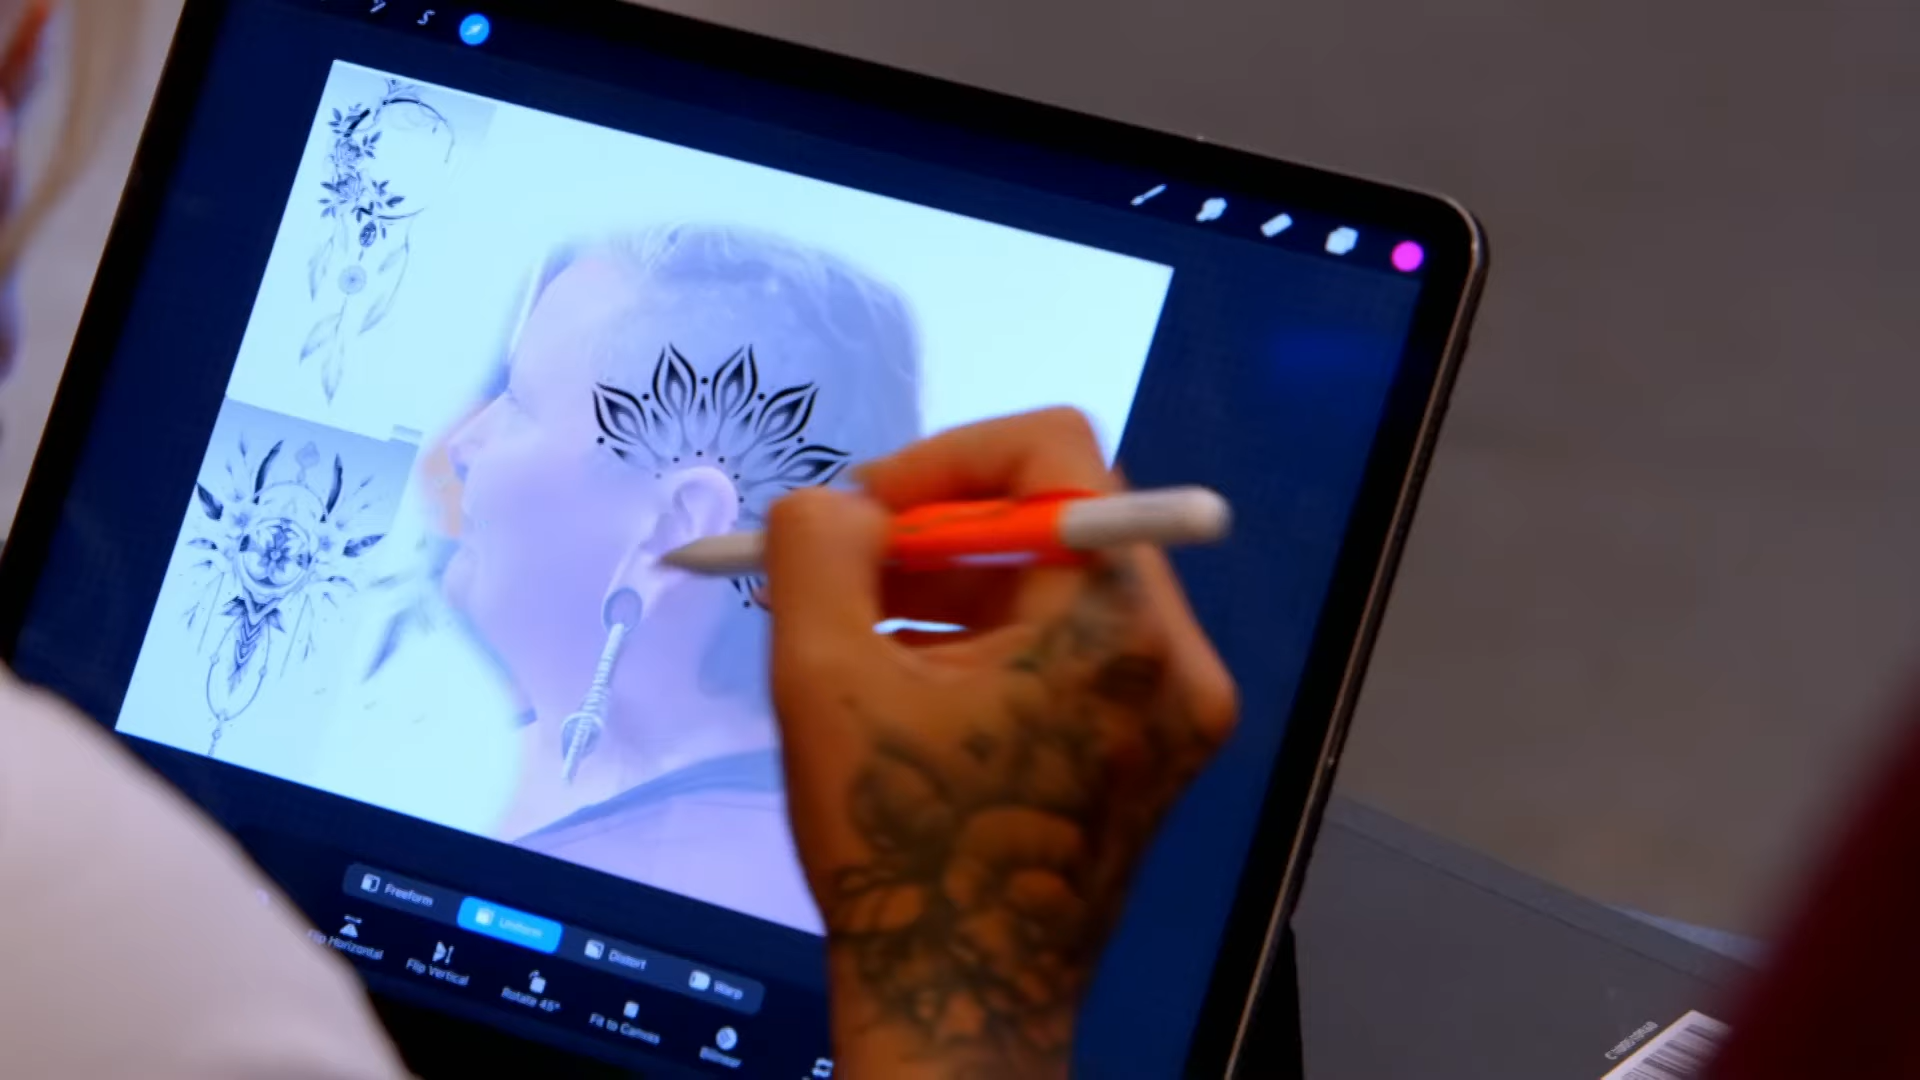 Freeform
Uniform
Distort
Warp
Flip Horizontal
Flip Vertical
Rotate 45°
Fit to Canvas
Bilinear